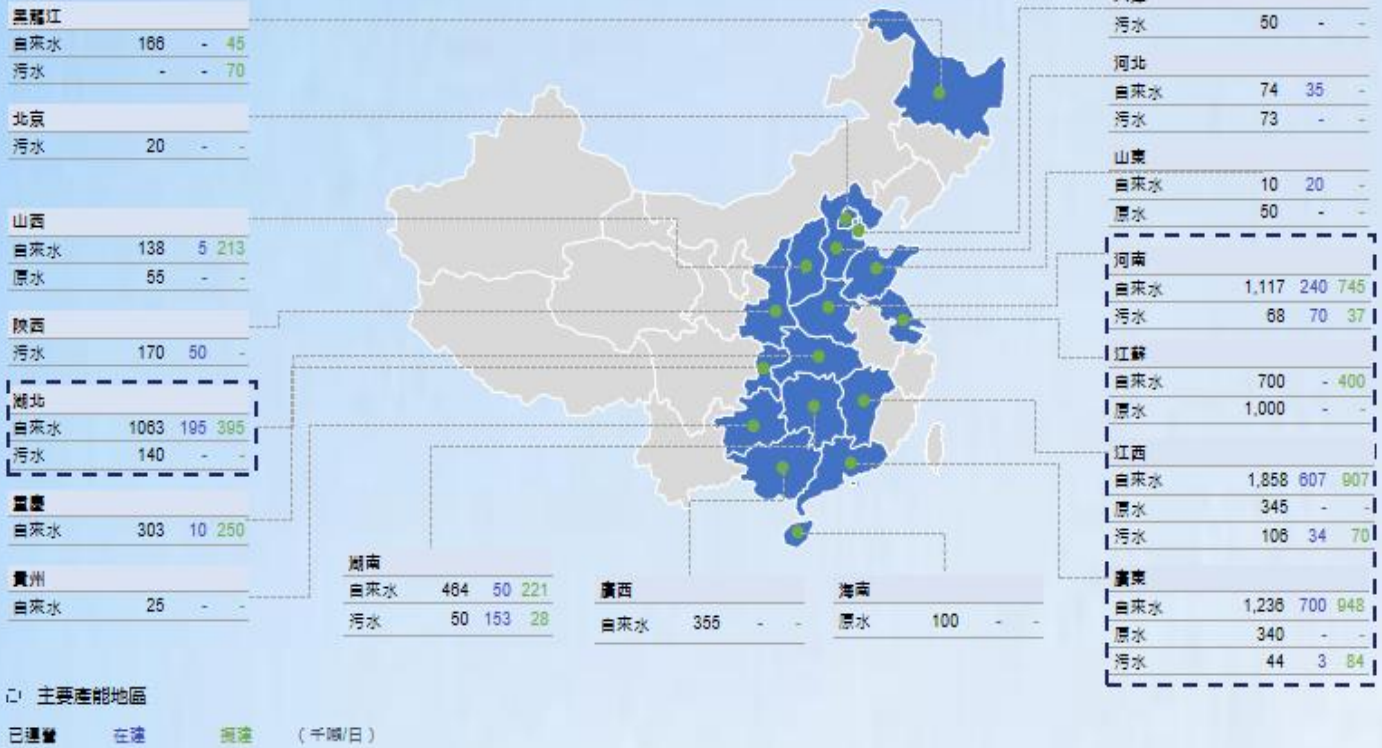 黑龍江
自來水 166 - 45
污水 - - 70
北京
污水 20 - -
山西
自來水 138 5 213
原水 55 - -
陝西
污水 170 50 -
湖北
自來水 1063 195 395
污水 140 - -
重慶
自來水 303 10 250
貴州
自來水 25 - -
湖南
自來水 464 50 221
污水 50 153 28
廣西
自來水 355 - -
海南
原水 100 - -
污水 50 - -
河北
自來水 74 35 -
污水 73 - -
山東
自來水 10 20 -
原水 50 - -
河南
自來水 1,117 240 745
污水 68 70 37
江蘇
自來水 700 - 400
原水 1,000 - -
江西
自來水 1,858 607 907
原水 345 - -
污水 106 34 70
廣東
自來水 1,236 700 948
原水 340 - -
污水 44 3 84
主要產能地區
已運營 在建 擬建 (千噸/日)